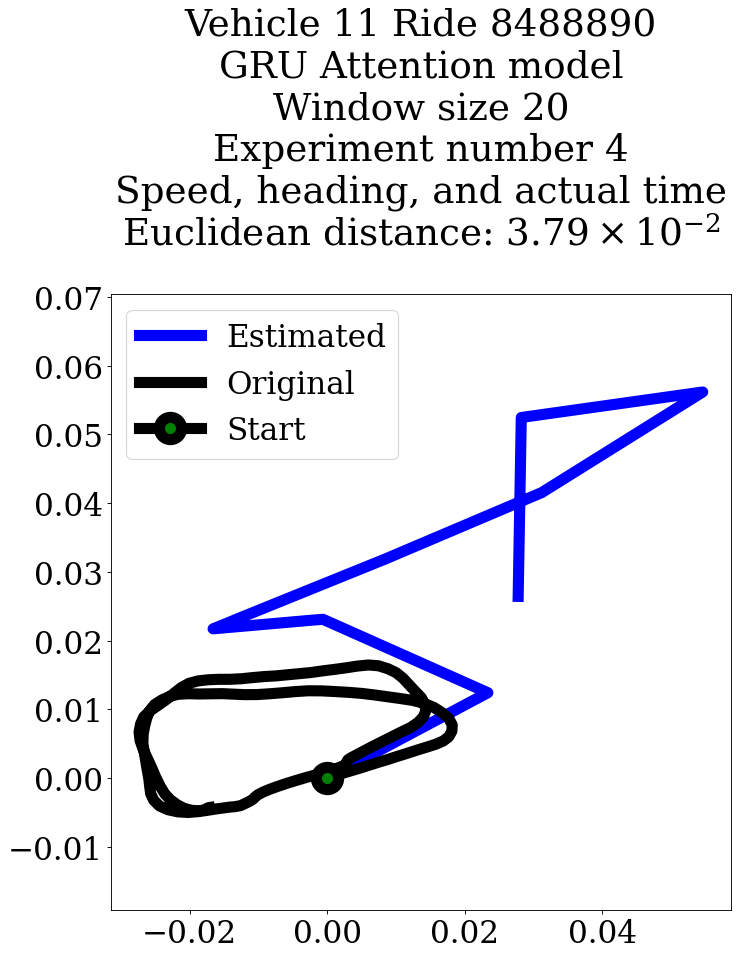 Vehicle 11 Ride 8488890
GRU Attention model
Window size 20
Experiment number 4
Speed, heading, and actual time
Euclidean distance: 3.79 × 10⁻²
0.07
0.06
0.05
0.04
0.03
0.02
0.01
0.00
−0.01
Estimated
Original
Start
−0.02 0.00 0.02 0.04